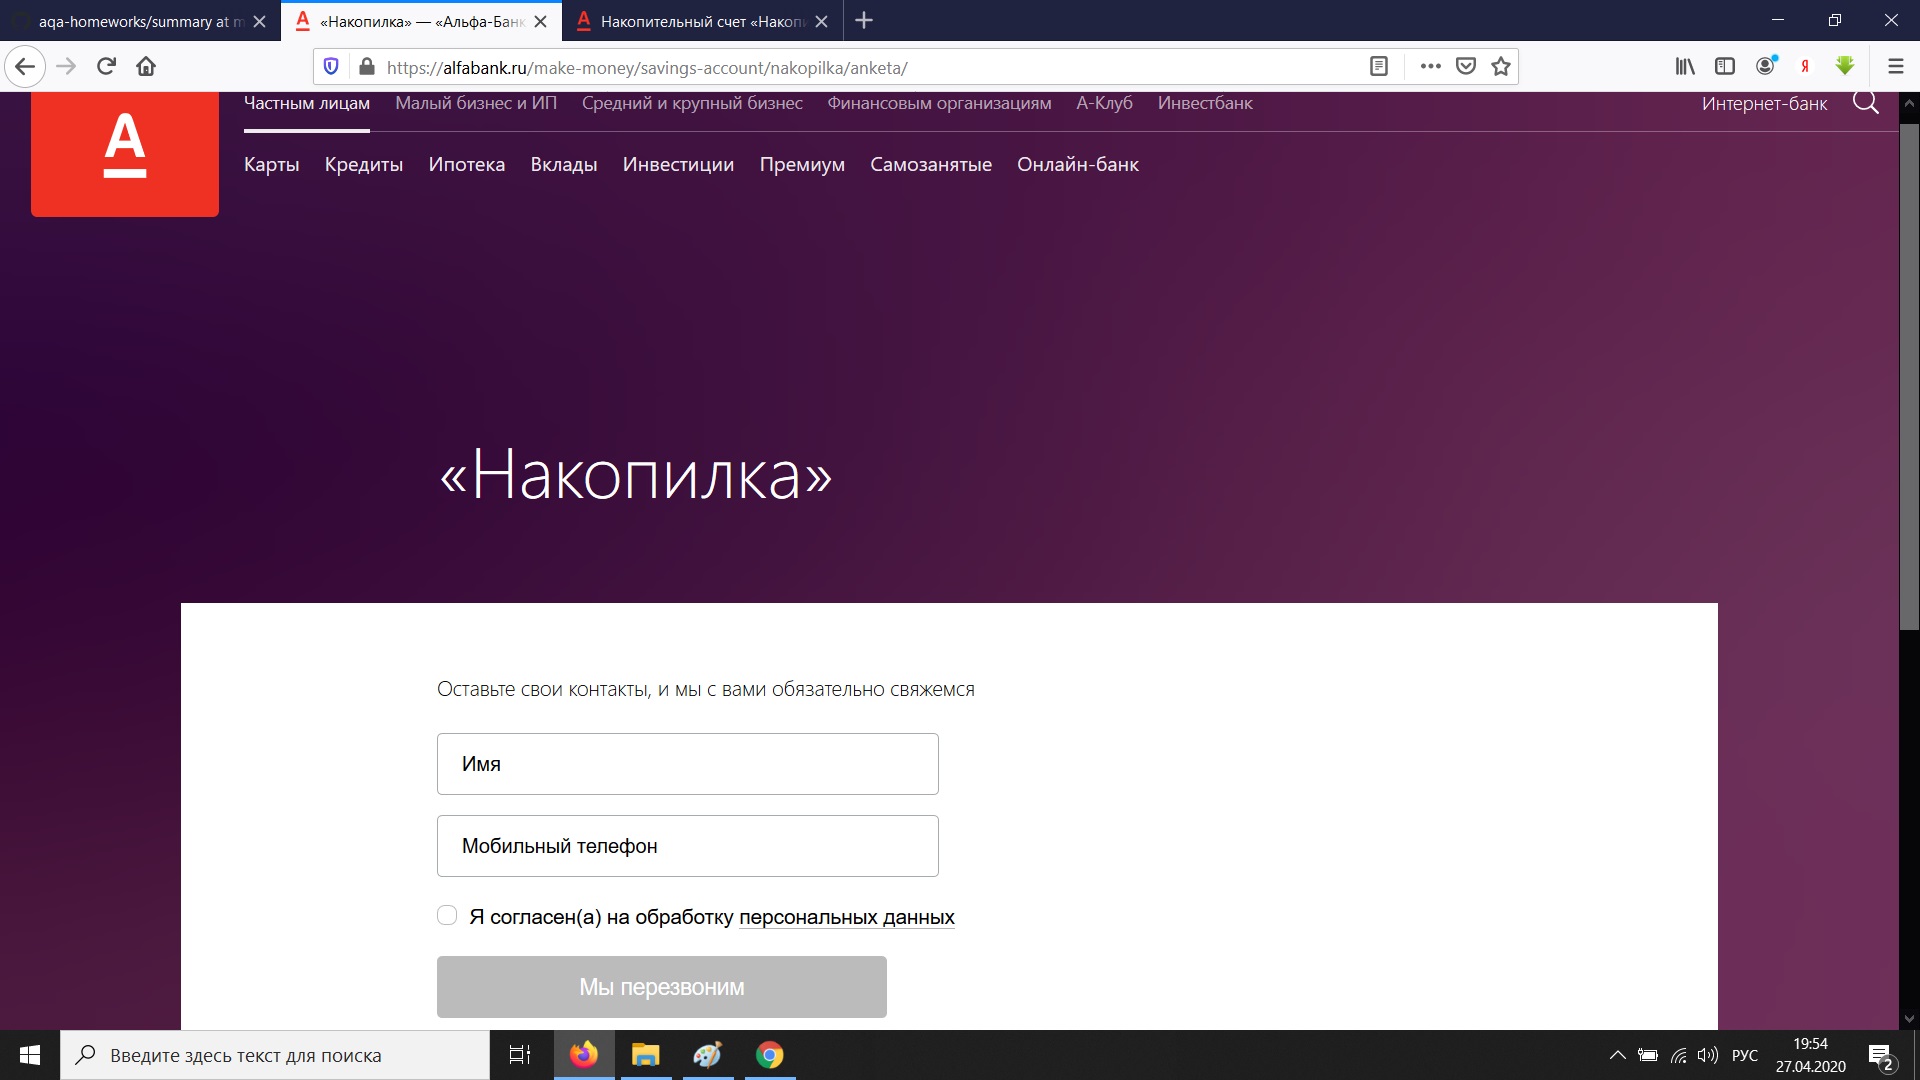 aqa-homeworks/summary at m
«Накопилка» — «Альфа-Банк
Накопительный счет «Накопи
https://alfabank.ru/make-money/savings-account/nakopilka/anketa/
Частным лицам Малый бизнес и ИП Средний и крупный бизнес Финансовым организациям А-Клуб Инвестбанк Интернет-банк
А
Карты Кредиты Ипотека Вклады Инвестиции Премиум Самозанятые Онлайн-банк
«Накопилка»
Оставьте свои контакты, и мы с вами обязательно свяжемся
Имя
Мобильный телефон
Я согласен(а) на обработку персональных данных
Мы перезвоним
Введите здесь текст для поиска
РУС
19:54
27.04.2020
2